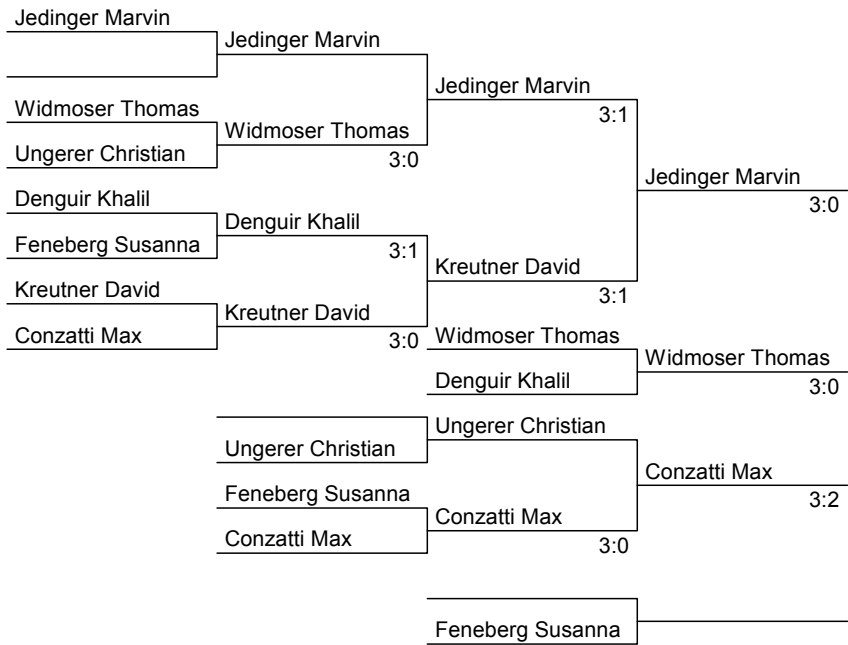 Jedinger Marvin
Jedinger Marvin
Jedinger Marvin
3:1
Widmoser Thomas
Widmoser Thomas
3:0
Ungerer Christian
Jedinger Marvin
3:0
Denguir Khalil
Denguir Khalil
3:1
Feneberg Susanna
Kreutner David
3:1
Kreutner David
Kreutner David
3:0
Conzatti Max
Widmoser Thomas
Widmoser Thomas
3:0
Denguir Khalil
Ungerer Christian
Ungerer Christian
Conzatti Max
3:2
Feneberg Susanna
Conzatti Max
3:0
Conzatti Max
Feneberg Susanna